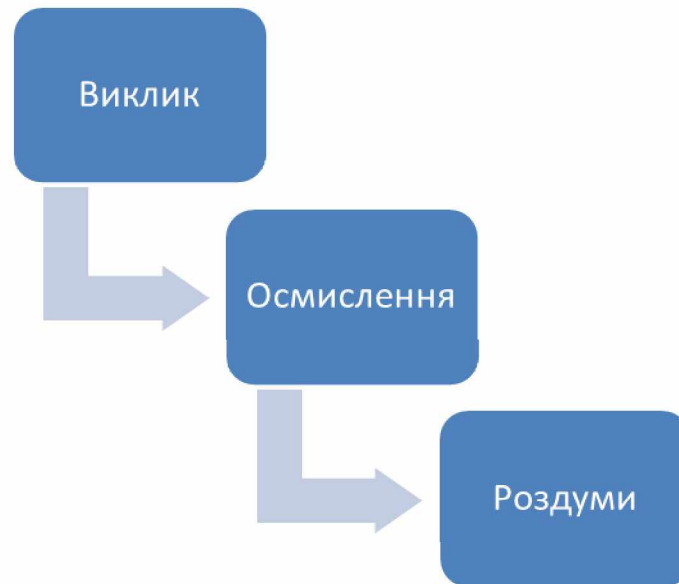 Виклик
Осмислення
Роздуми